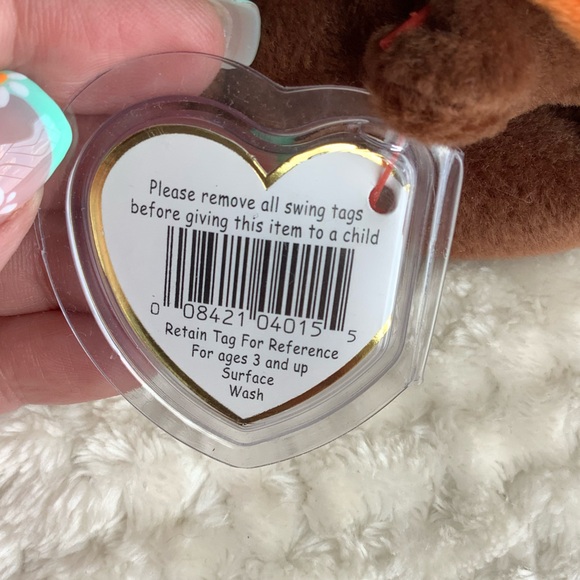 Please remove all swing tags
before giving this item to a child
0 08421 04015 5
Retain Tag For Reference
For ages 3 and up
Surface
Wash